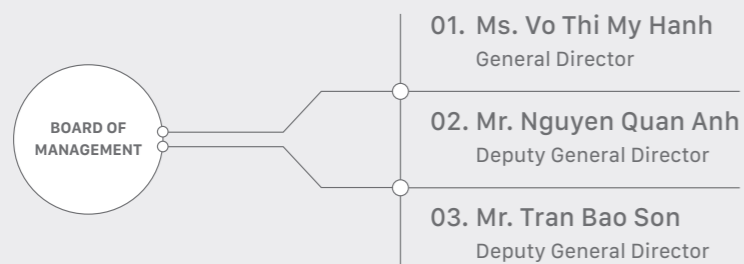 BOARD OF
MANAGEMENT
01. Ms. Vo Thi My Hanh
General Director
02. Mr. Nguyen Quan Anh
Deputy General Director
03. Mr. Tran Bao Son
Deputy General Director